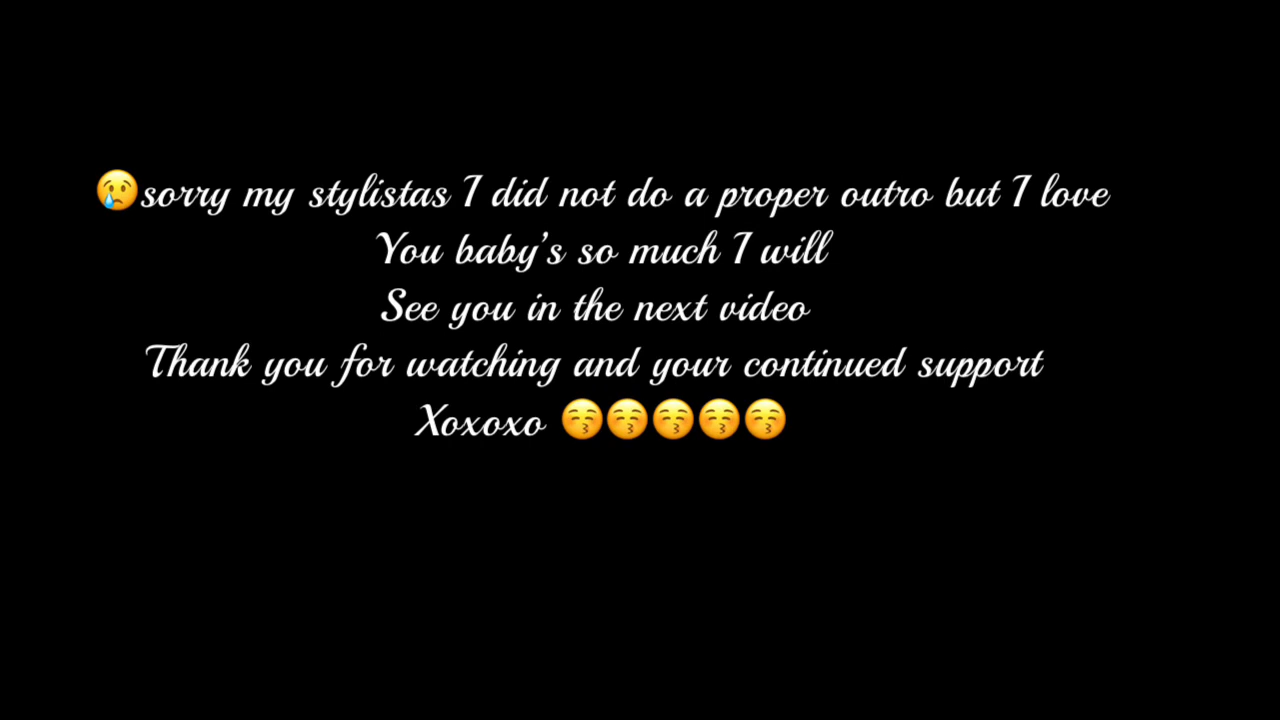 😢sorry my stylistas I did not do a proper outro but I love
You baby’s so much I will
See you in the next video
Thank you for watching and your continued support
Xoxoxo 😚😚😚😚😚